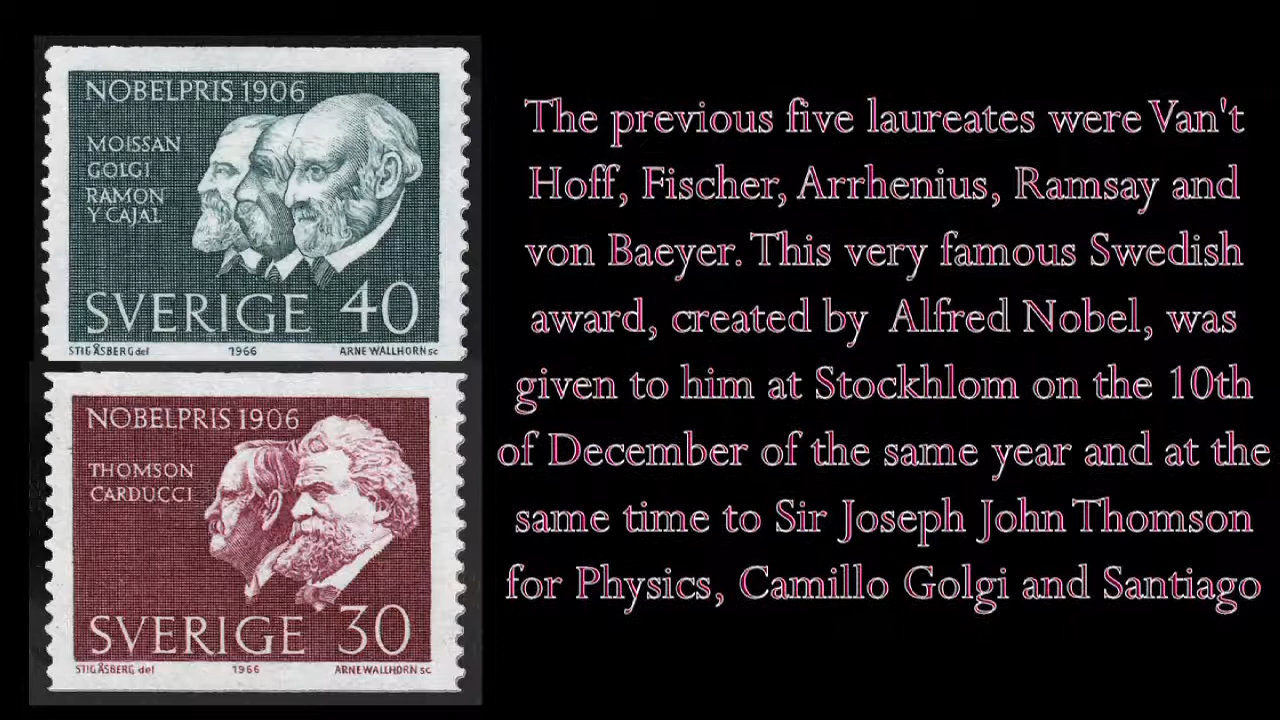 NOBELPRIS 1906
MOISSAN
GOLGI
RAMON
Y CAJAL
SVERIGE 40
STIG ÅSBERG del 1966 ARNE WALLHORN sc
NOBELPRIS 1906
THOMSON
CARDUCCI
SVERIGE 30
STIG ÅSBERG del 1966 ARNE WALLHORN sc
The previous five laureates were Van't
Hoff, Fischer, Arrhenius, Ramsay and
von Baeyer. This very famous Swedish
award, created by Alfred Nobel, was
given to him at Stockhlom on the 10th
of December of the same year and at the
same time to Sir Joseph John Thomson
for Physics, Camillo Golgi and Santiago